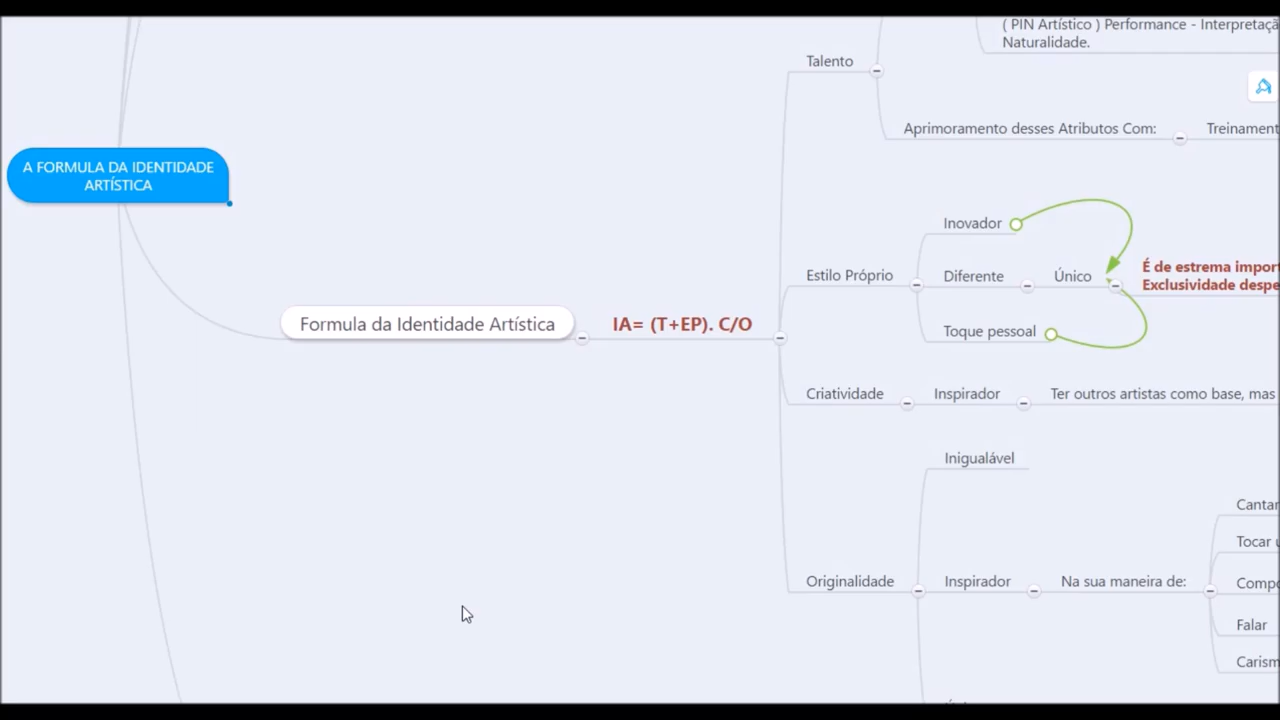 ( PIN Artístico ) Performance - Interpretaçã
Naturalidade.
Talento
Aprimoramento desses Atributos Com:
Treinament
A FORMULA DA IDENTIDADE
ARTÍSTICA
Inovador
É de estrema import
Estilo Próprio
Diferente
Único
Exclusividade despe
Formula da Identidade Artística
IA= (T+EP). C/O
Toque pessoal
Criatividade
Inspirador
Ter outros artistas como base, mas
Inigualável
Cantar
Tocar u
Originalidade
Inspirador
Na sua maneira de:
Compo
Falar
Carism